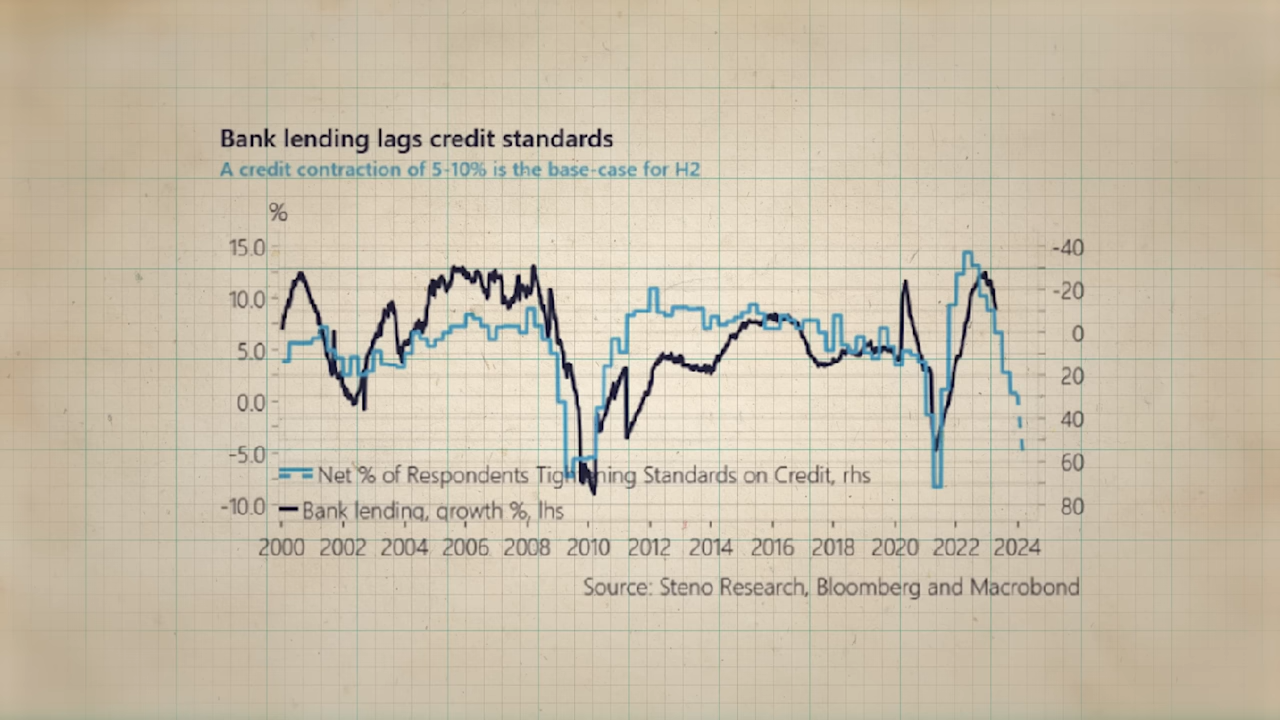 Bank lending lags credit standards
A credit contraction of 5-10% is the base-case for H2
%
15.0 -40
10.0 -20
0
5.0
20
0.0
40
-5.0
60
Net % of Respondents Tightening Standards on Credit, rhs
-10.0 80
Bank lending, growth %, lhs
2000 2002 2004 2006 2008 2010 2012 2014 2016 2018 2020 2022 2024
Source: Steno Research, Bloomberg and Macrobond